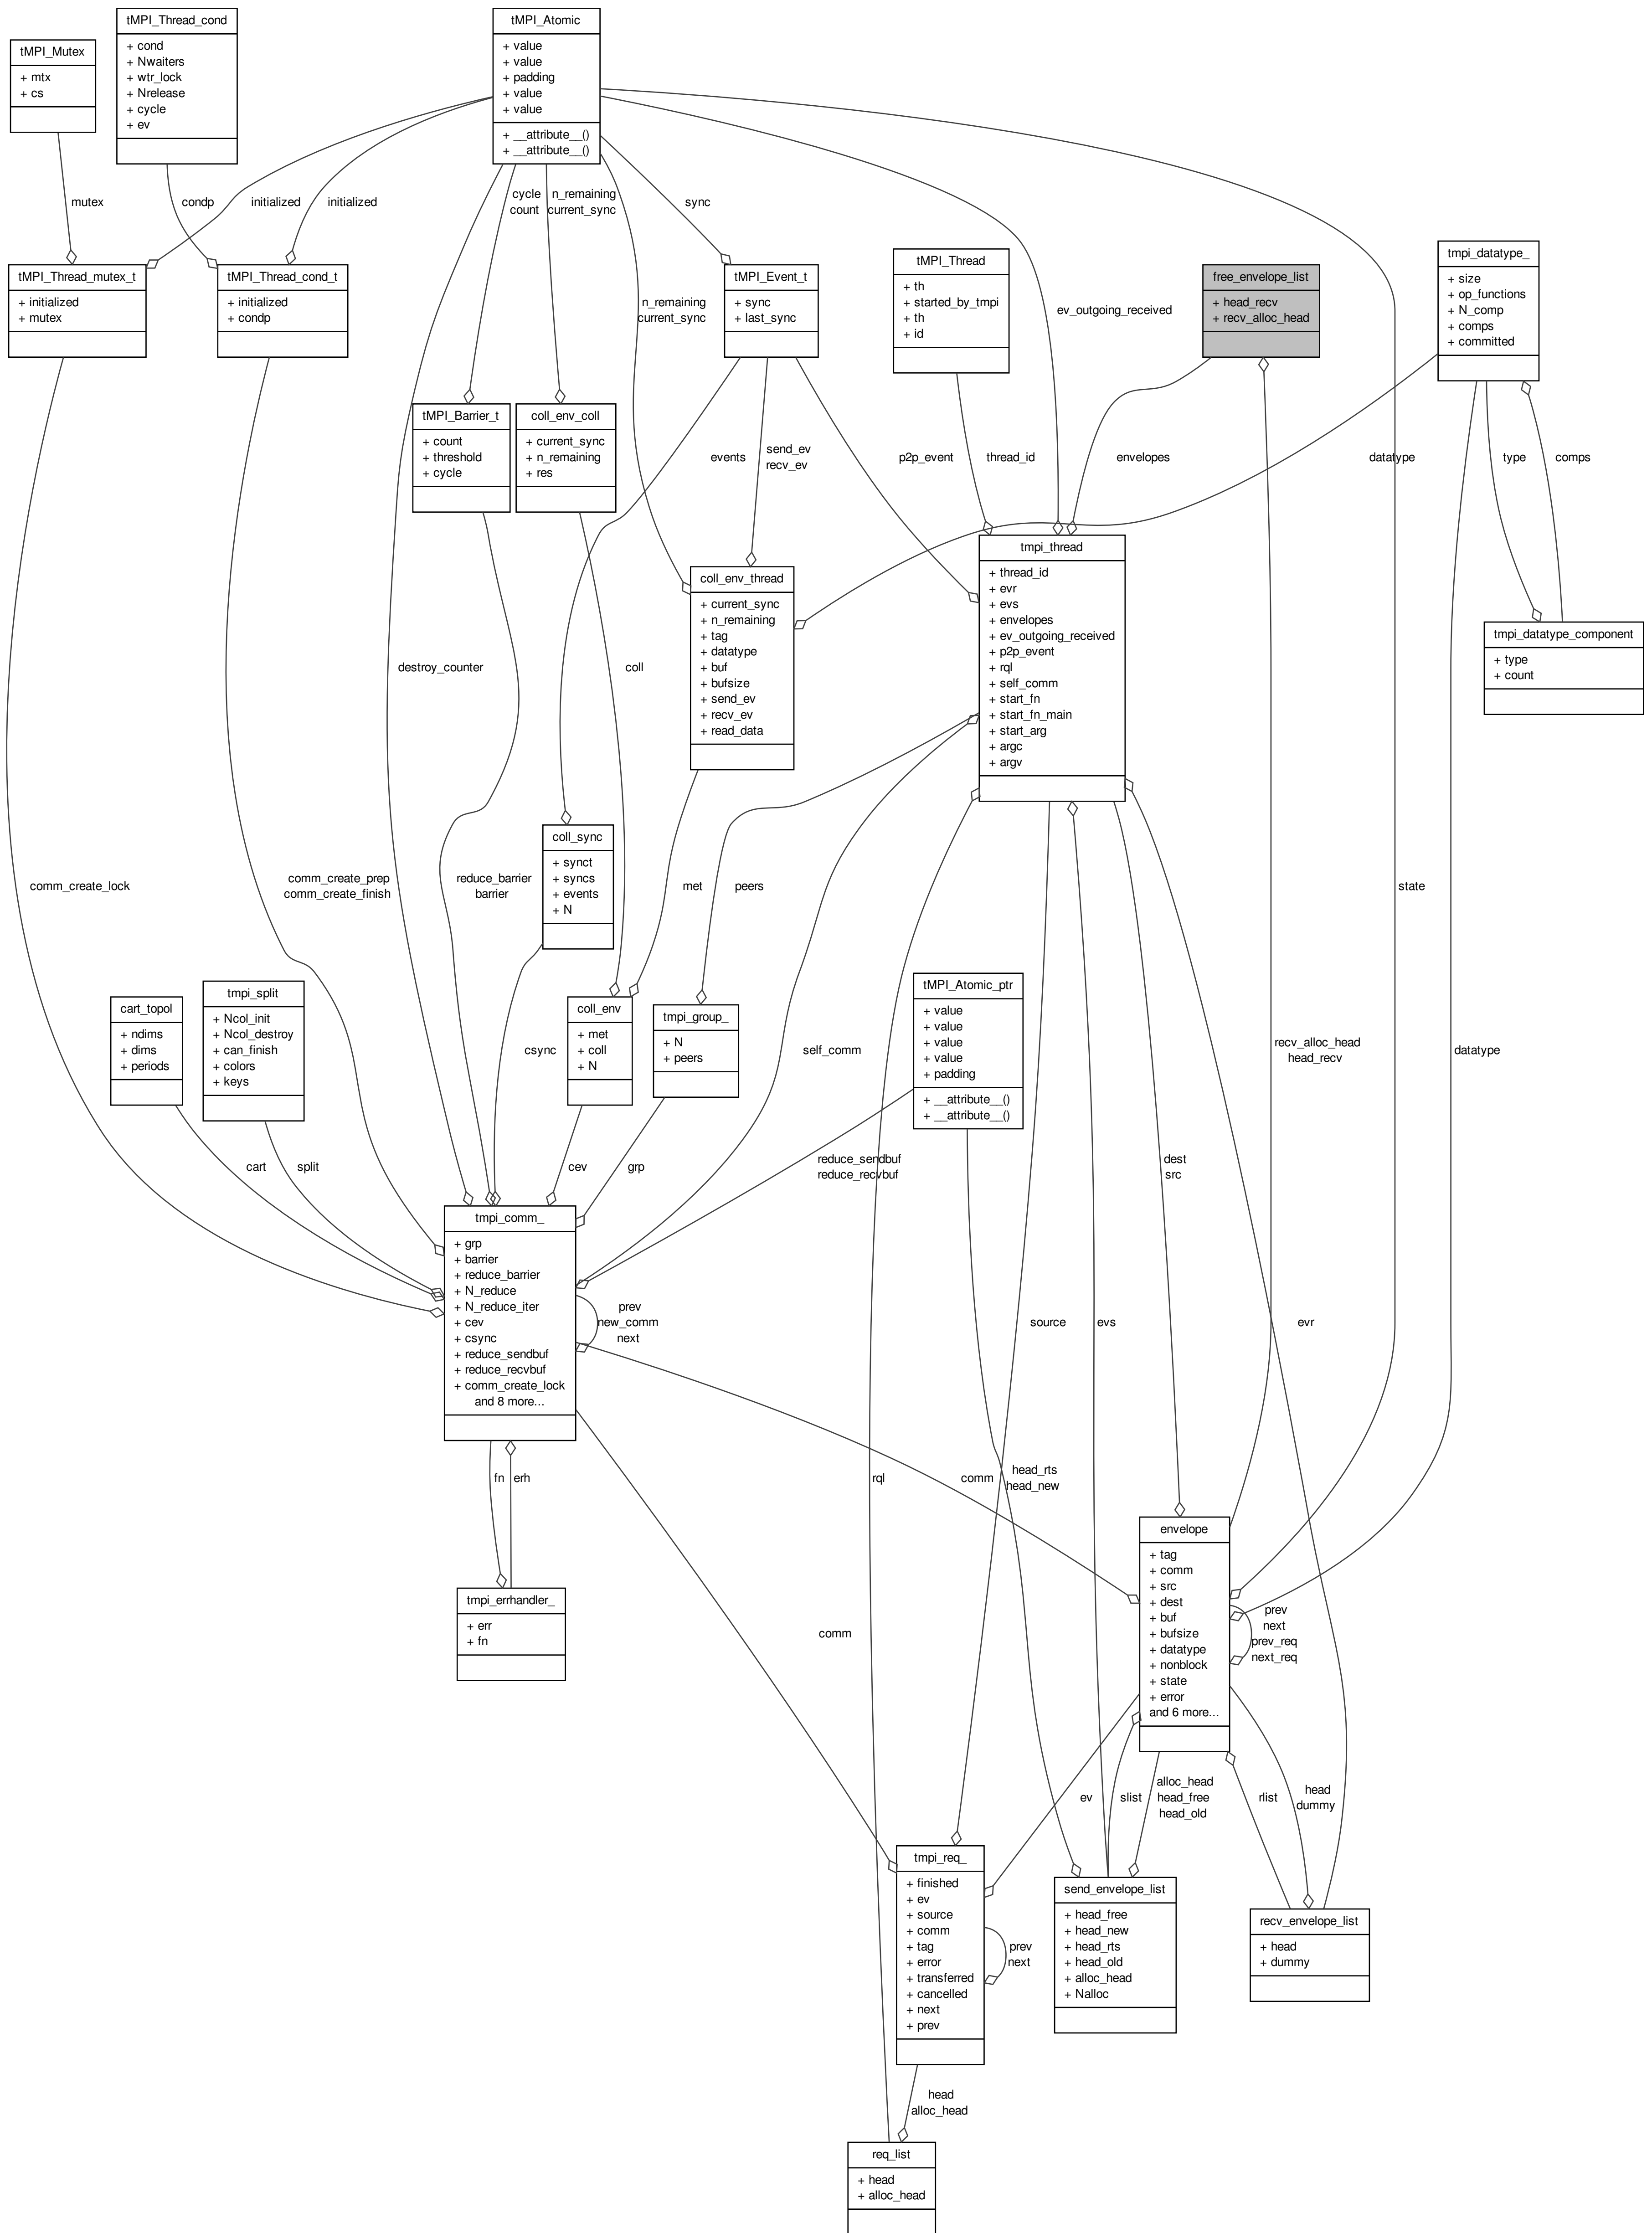 tMPI_Mutex
+ mtx
+ cs
tMPI_Thread_cond
+ cond
+ Nwaiters
+ wtr_lock
+ Nrelease
+ cycle
+ ev
tMPI_Atomic
+ value
+ value
+ padding
+ value
+ value
+ __attribute__()
+ __attribute__()
mutex
condp
initialized
initialized
cycle
count
n_remaining
current_sync
sync
tMPI_Thread_mutex_t
+ initialized
+ mutex
tMPI_Thread_cond_t
+ initialized
+ condp
n_remaining
current_sync
tMPI_Event_t
+ sync
+ last_sync
tMPI_Thread
+ th
+ started_by_tmpi
+ th
+ id
ev_outgoing_received
free_envelope_list
+ head_recv
+ recv_alloc_head
tmpi_datatype_
+ size
+ op_functions
+ N_comp
+ comps
+ committed
tMPI_Barrier_t
+ count
+ threshold
+ cycle
coll_env_coll
+ current_sync
+ n_remaining
+ res
events
send_ev
recv_ev
p2p_event
thread_id
envelopes
datatype
type
comps
coll_env_thread
+ current_sync
+ n_remaining
+ tag
+ datatype
+ buf
+ bufsize
+ send_ev
+ recv_ev
+ read_data
tmpi_thread
+ thread_id
+ evr
+ evs
+ envelopes
+ ev_outgoing_received
+ p2p_event
+ rql
+ self_comm
+ start_fn
+ start_fn_main
+ start_arg
+ argc
+ argv
tmpi_datatype_component
+ type
+ count
destroy_counter
coll
coll_sync
+ synct
+ syncs
+ events
+ N
comm_create_lock
comm_create_prep
comm_create_finish
reduce_barrier
barrier
met
peers
state
cart_topol
+ ndims
+ dims
+ periods
tmpi_split
+ Ncol_init
+ Ncol_destroy
+ can_finish
+ colors
+ keys
csync
coll_env
+ met
+ coll
+ N
tmpi_group_
+ N
+ peers
self_comm
tMPI_Atomic_ptr
+ value
+ value
+ value
+ value
+ padding
+ __attribute__()
+ __attribute__()
recv_alloc_head
head_recv
datatype
cart
split
cev
grp
reduce_sendbuf
reduce_recvbuf
dest
src
tmpi_comm_
+ grp
+ barrier
+ reduce_barrier
+ N_reduce
+ N_reduce_iter
+ cev
+ csync
+ reduce_sendbuf
+ reduce_recvbuf
+ comm_create_lock
and 8 more...
prev
new_comm
next
source
evs
evr
fn
erh
rql
comm
head_rts
head_new
envelope
+ tag
+ comm
+ src
+ dest
+ buf
+ bufsize
+ datatype
+ nonblock
+ state
+ error
and 6 more...
prev
next
prev_req
next_req
tmpi_errhandler_
+ err
+ fn
comm
ev
slist
alloc_head
head_free
head_old
rlist
head
dummy
tmpi_req_
+ finished
+ ev
+ source
+ comm
+ tag
+ error
+ transferred
+ cancelled
+ next
+ prev
prev
next
send_envelope_list
+ head_free
+ head_new
+ head_rts
+ head_old
+ alloc_head
+ Nalloc
recv_envelope_list
+ head
+ dummy
head
alloc_head
req_list
+ head
+ alloc_head